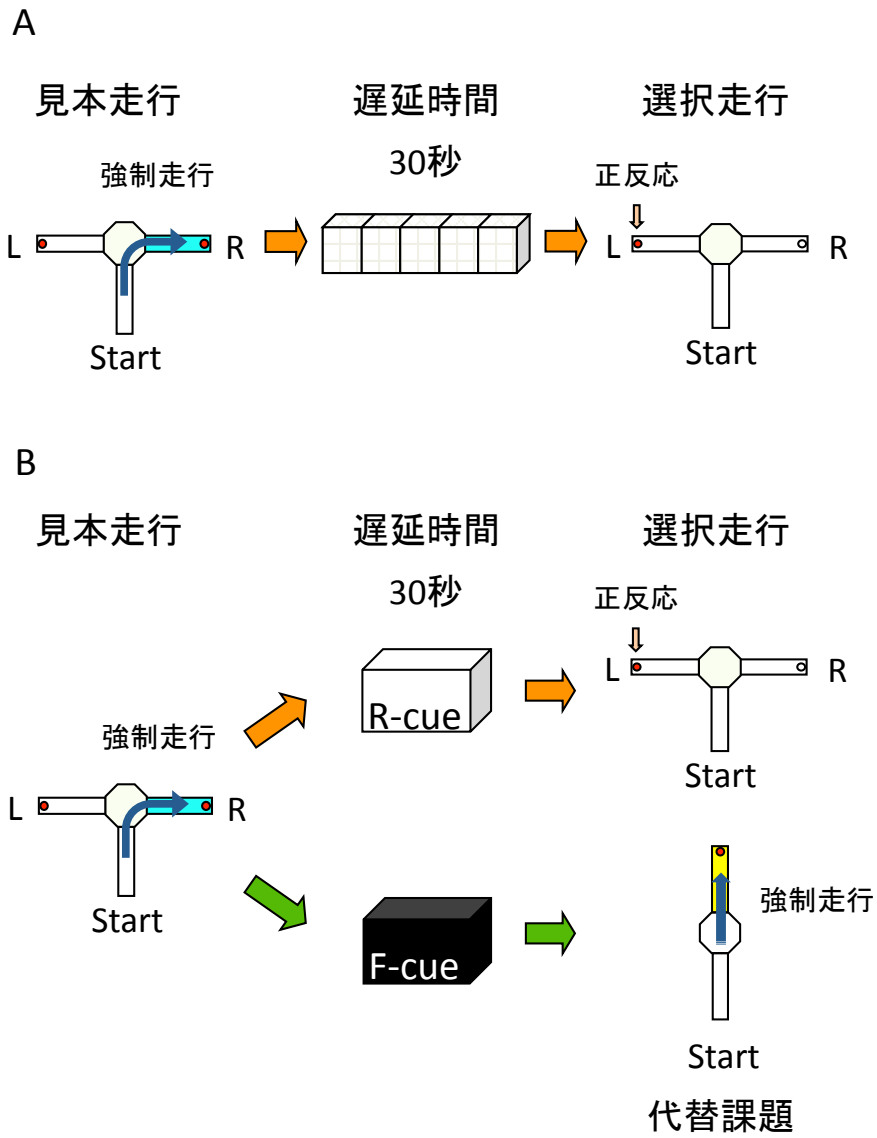 A
見本走行 遅延時間 選択走行
30秒
強制走行 正反応
L R L R
Start Start
B
見本走行 遅延時間 選択走行
30秒
正反応
L R
R-cue
強制走行 Start
L R
Start
強制走行
F-cue
Start
代替課題